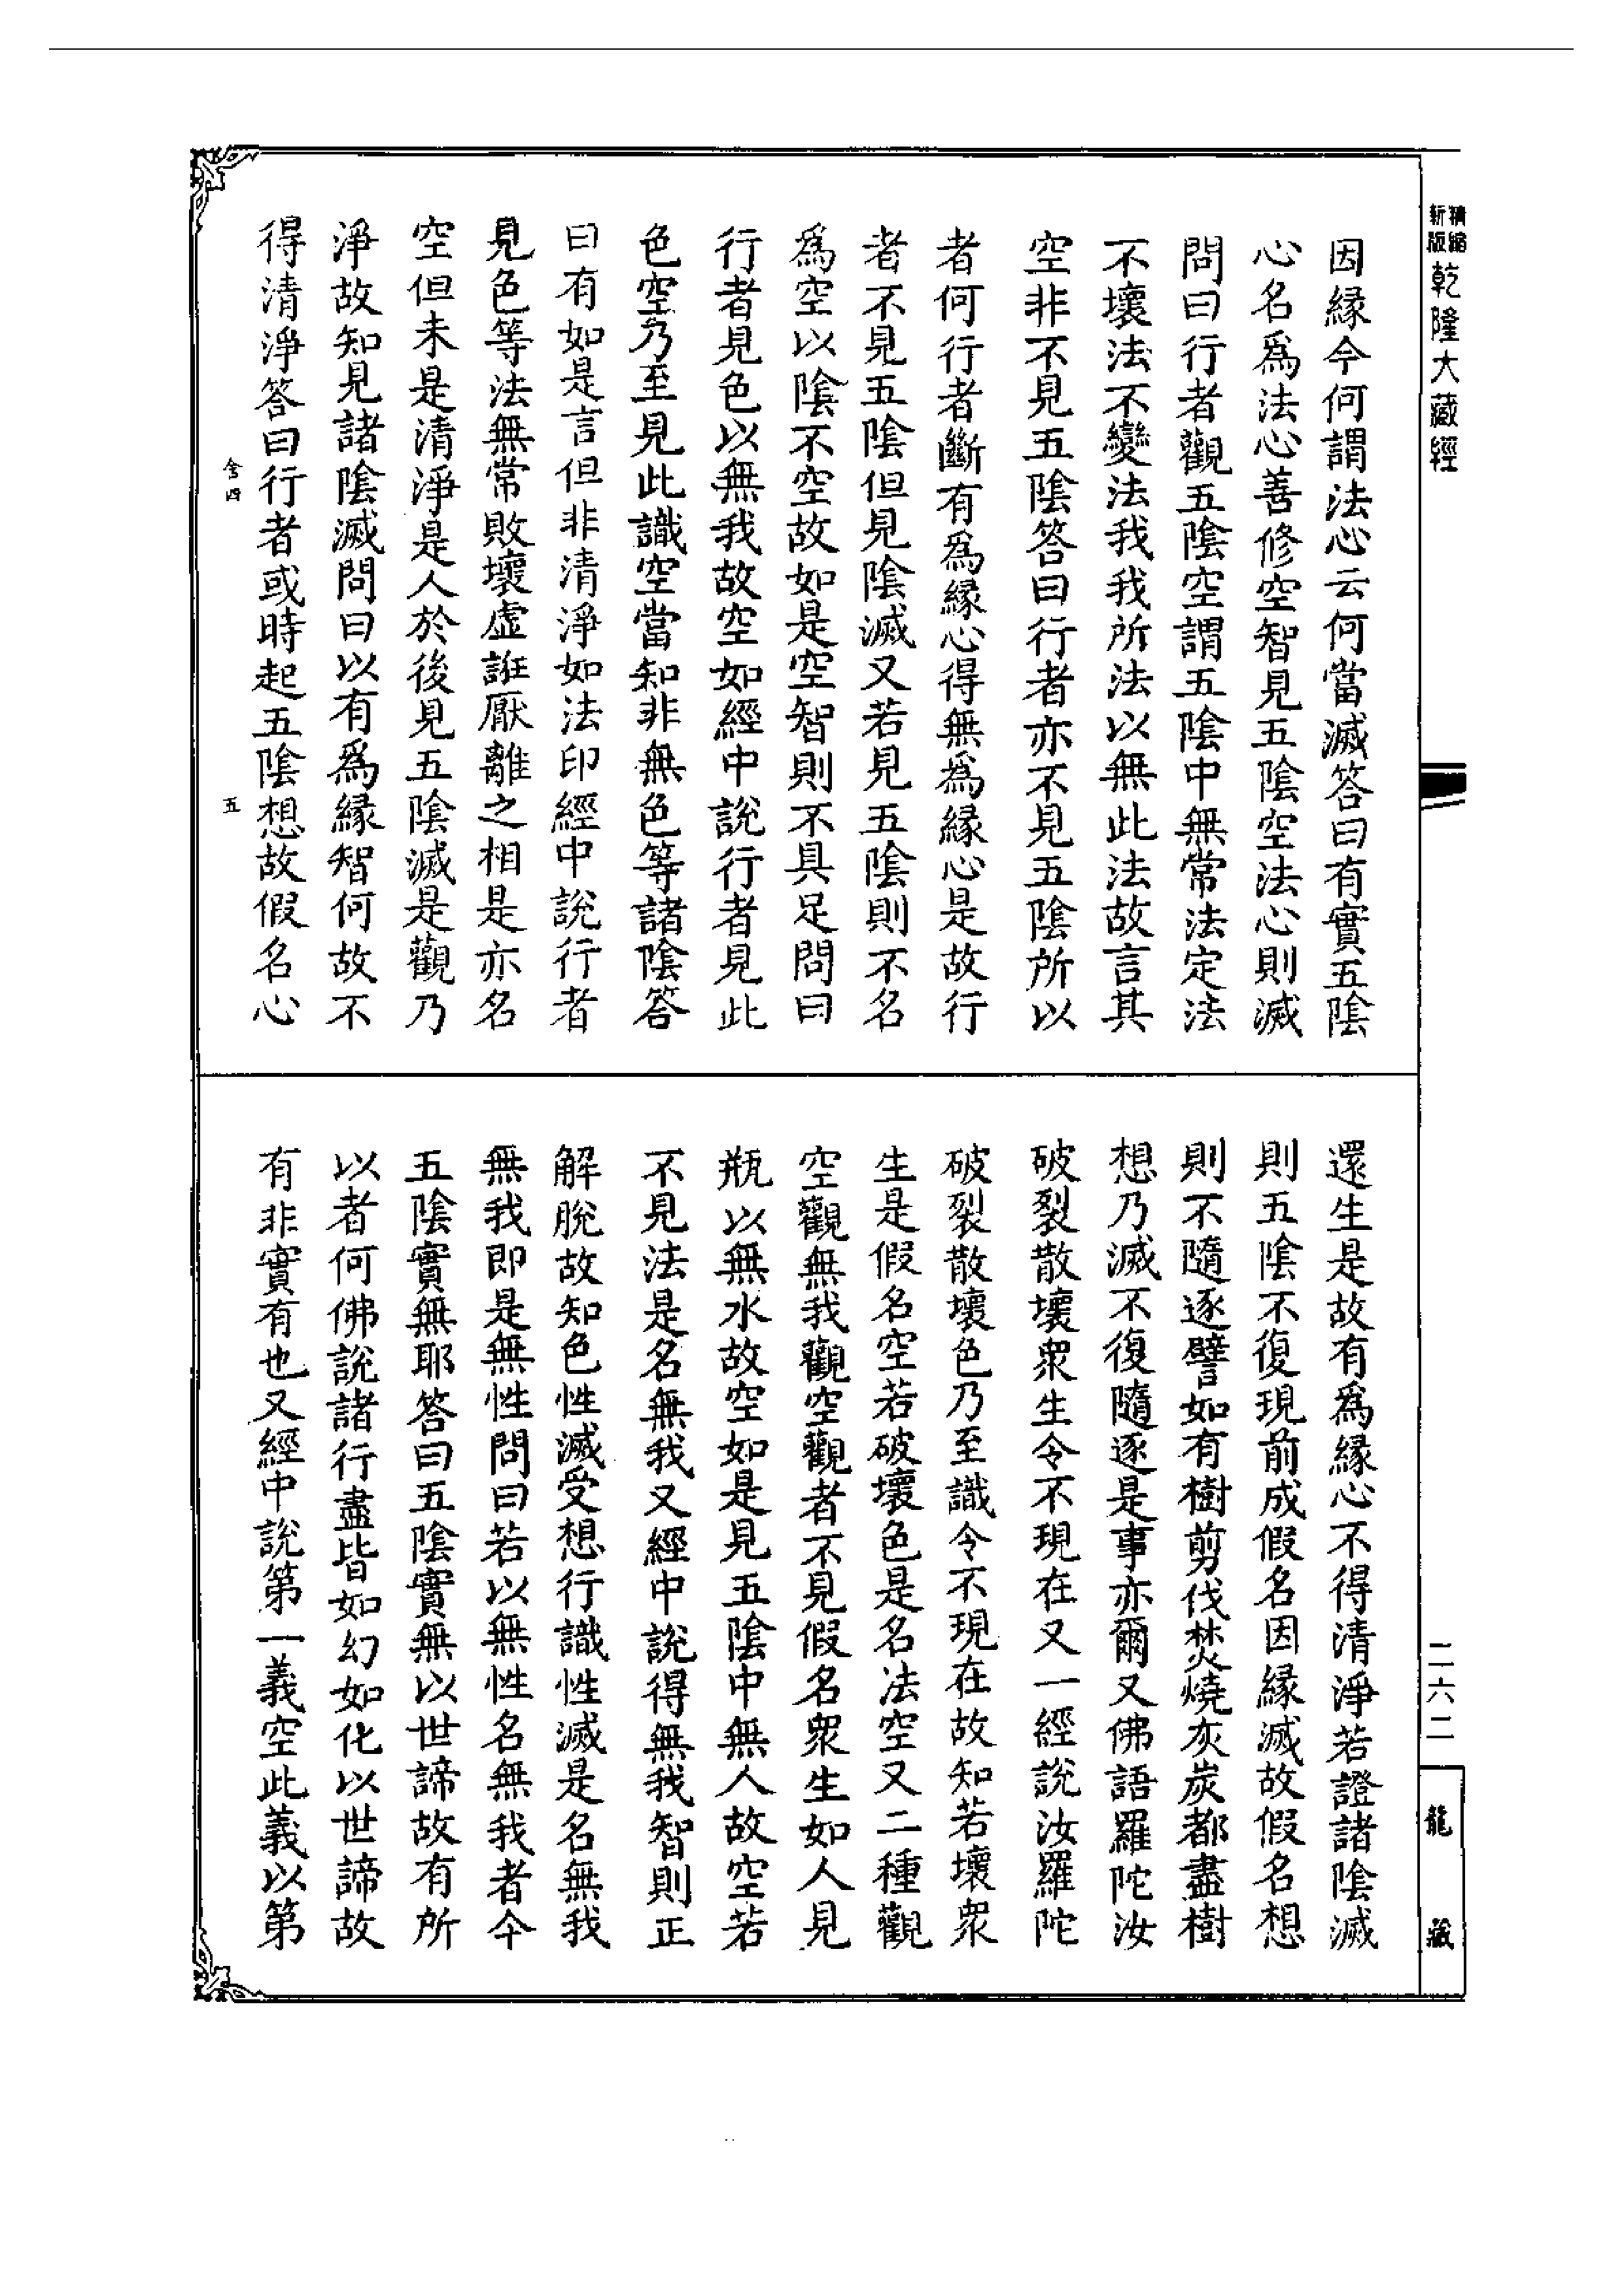 精縮
新版
乾隆大藏經
因縁今何謂法心云何當滅答曰有實五陰
心名爲法心善修空智見五陰空法心則滅
問曰行者觀五陰空謂五陰中無常法定法
不壞法不變法我我所法以無此法故言其
空非不見五陰答曰行者亦不見五陰所以
者何行者斷有爲縁心得無爲縁心是故行
者不見五陰但見陰滅又若見五陰則不名
爲空以陰不空故如是空智則不具足問曰
行者見色以無我故空如經中說行者見此
色空乃至見此識空當知非無色等諸陰答
曰有如是言但非清淨如法印經中說行者
見色等法無常敗壞虛誑厭離之相是亦名
空但未是清淨是人於後見五陰滅是觀乃
淨故知見諸陰滅問曰以有爲縁智何故不
得清淨答曰行者或時起五陰想故假名心
含四
五
還生是故有爲縁心不得清淨若證諸陰滅
則五陰不復現前成假名因縁滅故假名想
則不隨逐譬如有樹剪伐焚燒灰炭都盡樹
想乃滅不復隨逐是事亦爾又佛語羅陀汝
破裂散壞衆生令不現在又一經說汝羅陀
破裂散壞色乃至識令不現在故知若壞衆
生是假名空若破壞色是名法空又二種觀
空觀無我觀空觀者不見假名衆生如人見
瓶以無水故空如是見五陰中無人故空若
不見法是名無我又經中說得無我智則正
解脫故知色性滅受想行識性滅是名無我
無我即是無性問曰若以無性名無我者今
五陰實無耶答曰五陰實無以世諦故有所
以者何佛說諸行盡皆如幻如化以世諦故
有非實有也又經中說第一義空此義以第
二六二
龍藏